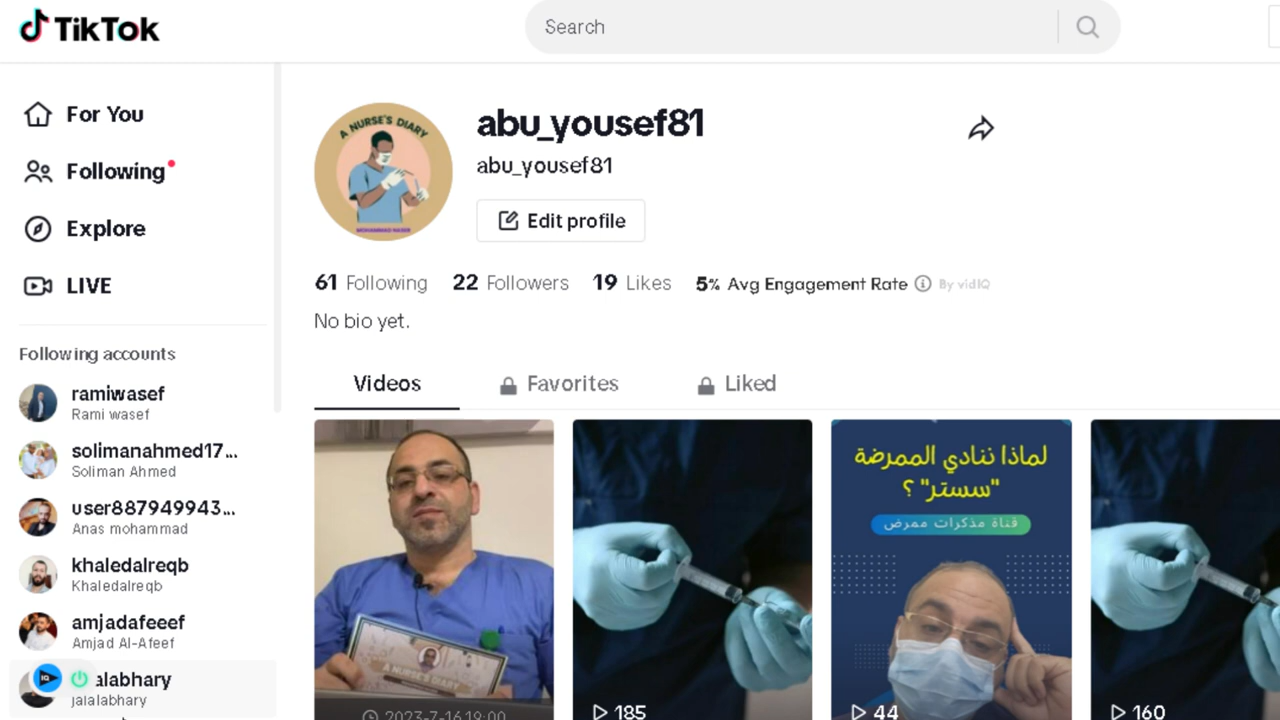 TikTok
Search
For You
Following
Explore
LIVE
Following accounts
ramiwasef
Rami wasef
solimanahmed17...
Soliman Ahmed
user887949943...
Anas mohammad
khaledalreqb
Khaledalreqb
amjadafeeef
Amjad Al-Afeef
alabhary
jalalabhary
A NURSE'S DIARY
abu_yousef81
abu_yousef81
Edit profile
61 Following 22 Followers 19 Likes 5% Avg Engagement Rate By vidIQ
No bio yet.
Videos Favorites Liked
A NURSE'S DIARY
2023-7-16 19:00
185
لماذا ننادي الممرضة
"سستر" ؟
قناة مذكرات ممرض
44
160